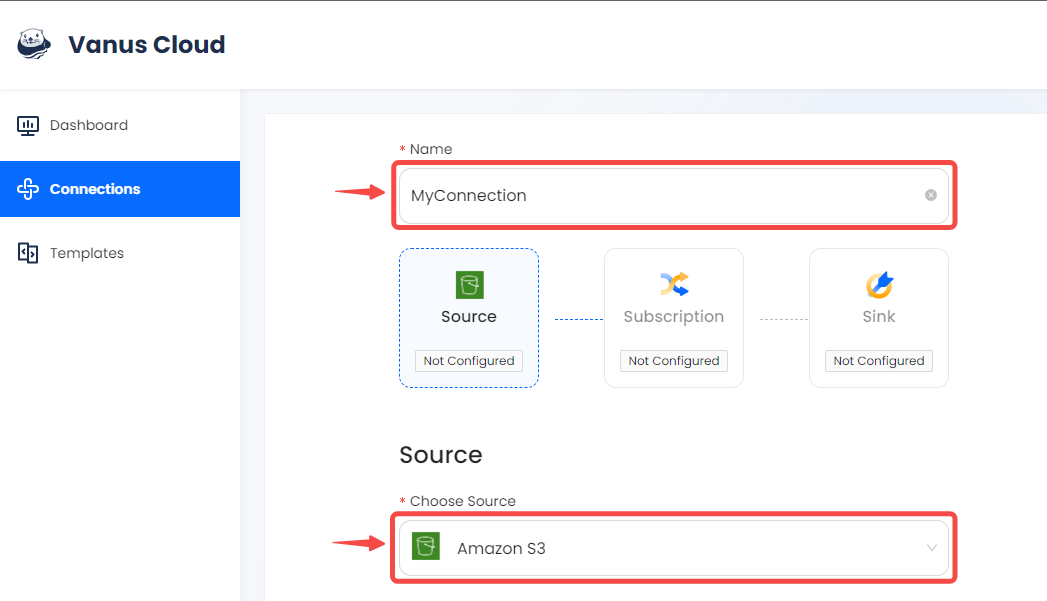 Vanus Cloud
Dashboard
Connections
Templates
* Name
MyConnection
Source
Not Configured
Subscription
Not Configured
Sink
Not Configured
Source
* Choose Source
Amazon S3